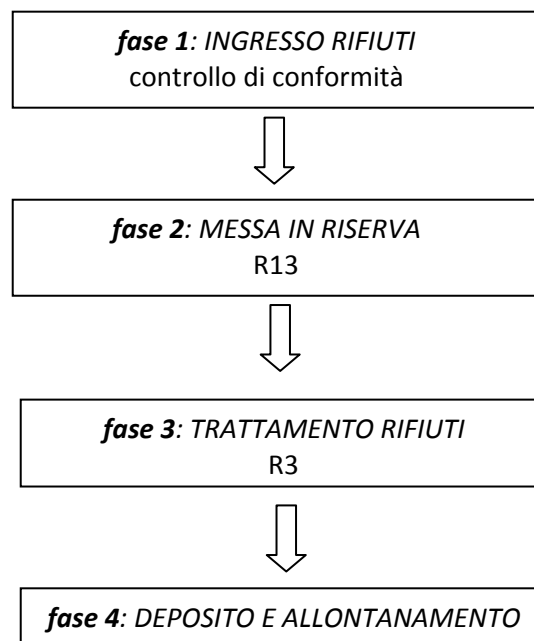 fase 1: INGRESSO RIFIUTI
controllo di conformità
fase 2: MESSA IN RISERVA
R13
fase 3: TRATTAMENTO RIFIUTI
R3
fase 4: DEPOSITO E ALLONTANAMENTO